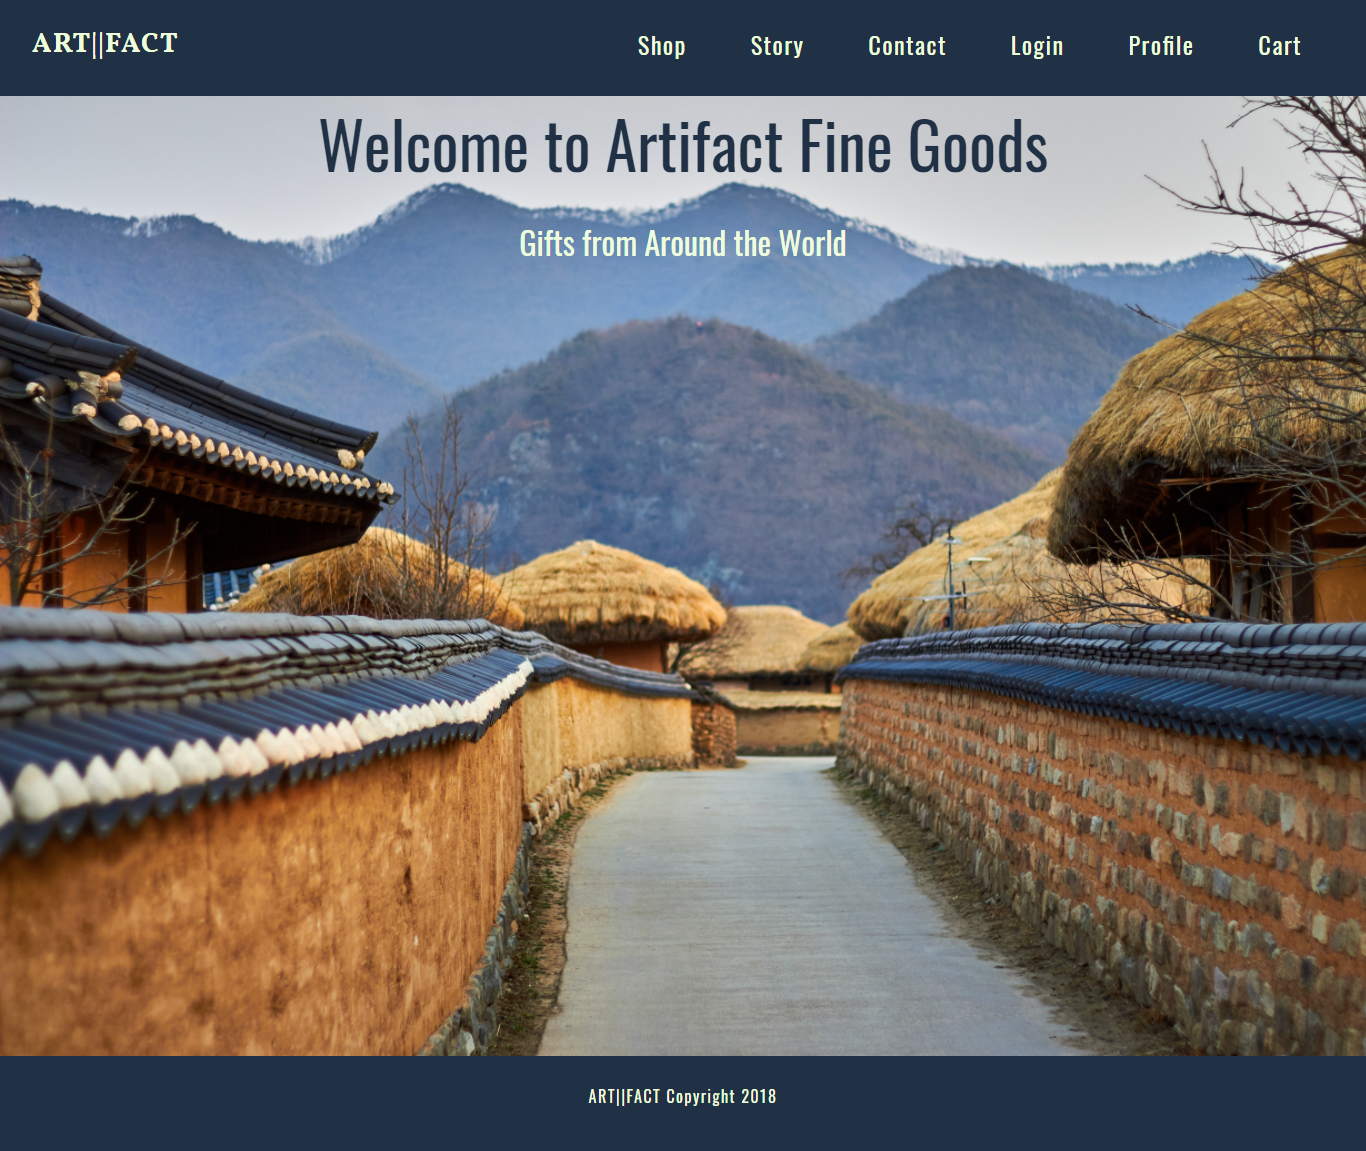 ART||FACT
Shop Story Contact Login Profile Cart
Welcome to Artifact Fine Goods
Gifts from Around the World
ART||FACT Copyright 2018